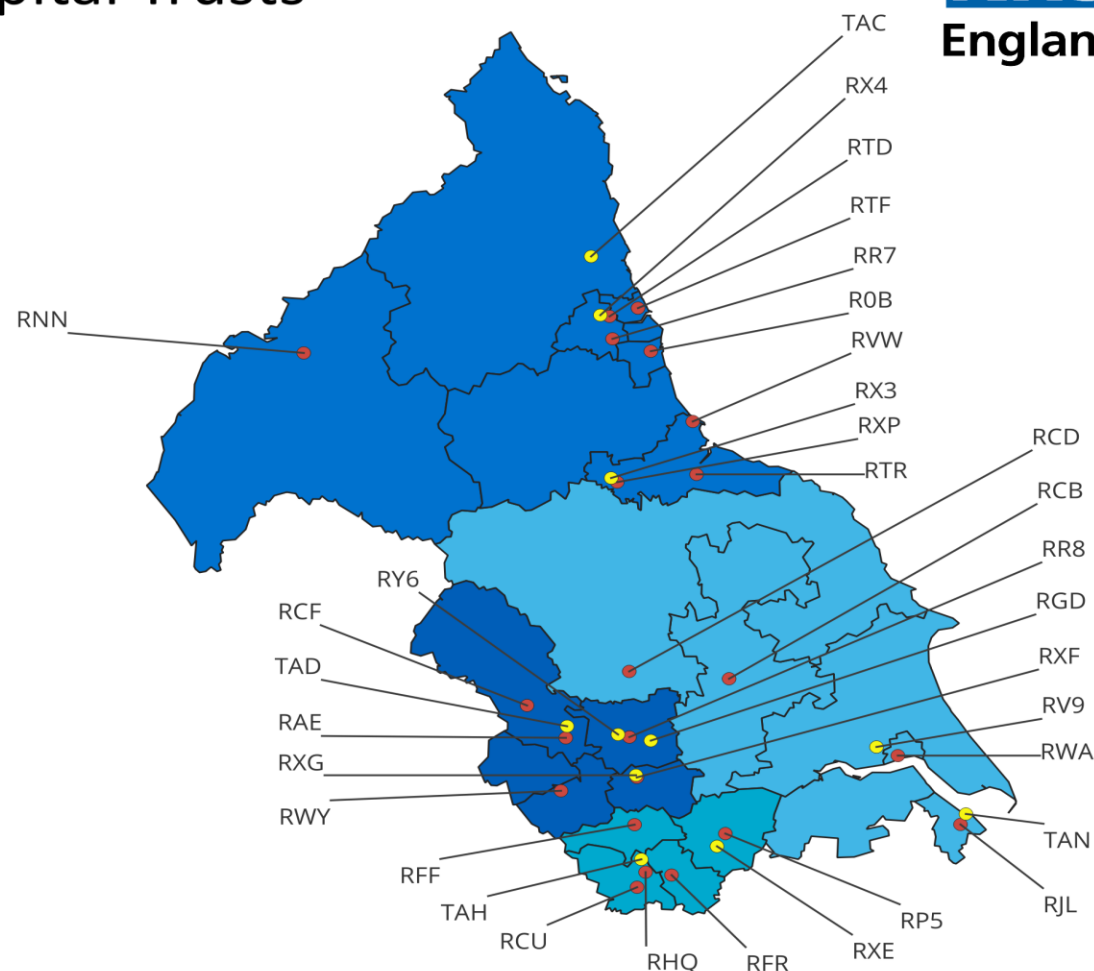 Trusts
England
TAC
RX4
RTD
RTF
RR7
R0B
RVW
RX3
RXP
RTR
RCD
RCB
RR8
RGD
RXF
RV9
RWA
TAN
RJL
RNN
RY6
RCF
TAD
RAE
RXG
RWY
RFF
TAH
RCU
RHQ
RFR
RXE
RP5